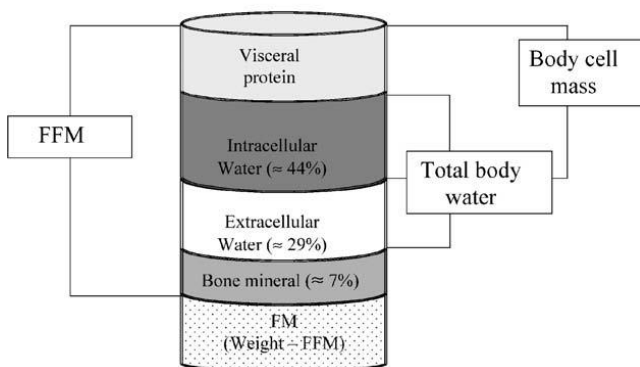 Visceral
protein
Body cell
mass
FFM
Intracellular
Water (≈ 44%)
Total body
water
Extracellular
Water (≈ 29%)
Bone mineral (≈ 7%)
FM
(Weight – FFM)